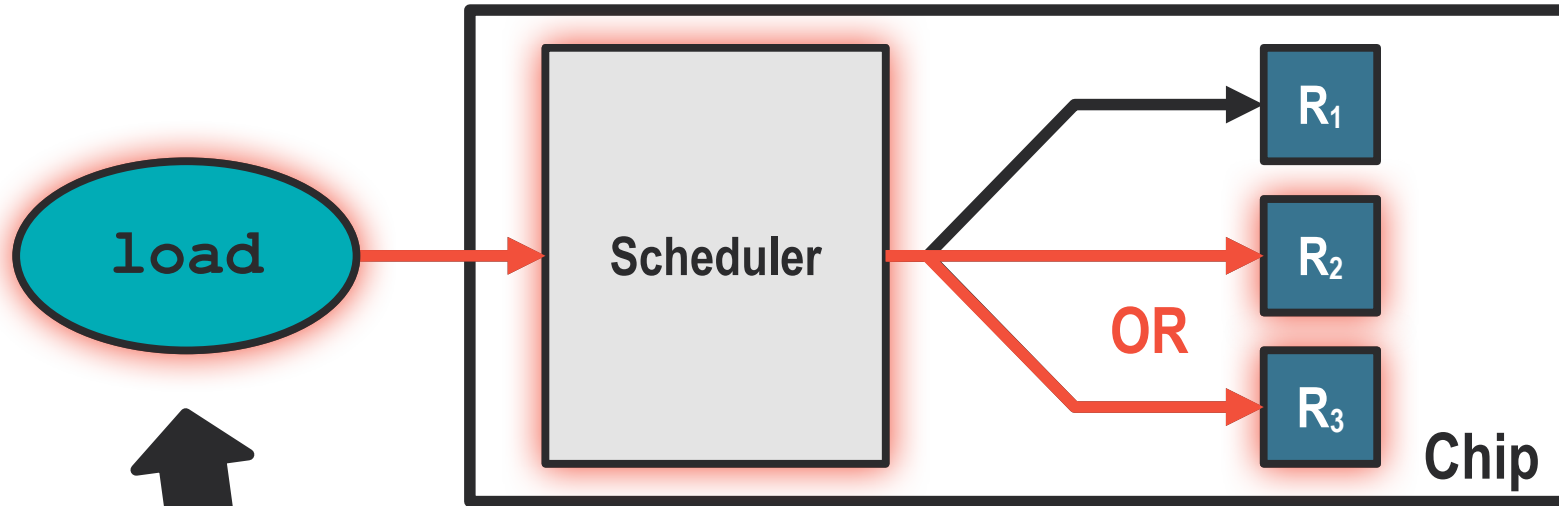 load
Scheduler
R₁
R₂
OR
R₃
Chip